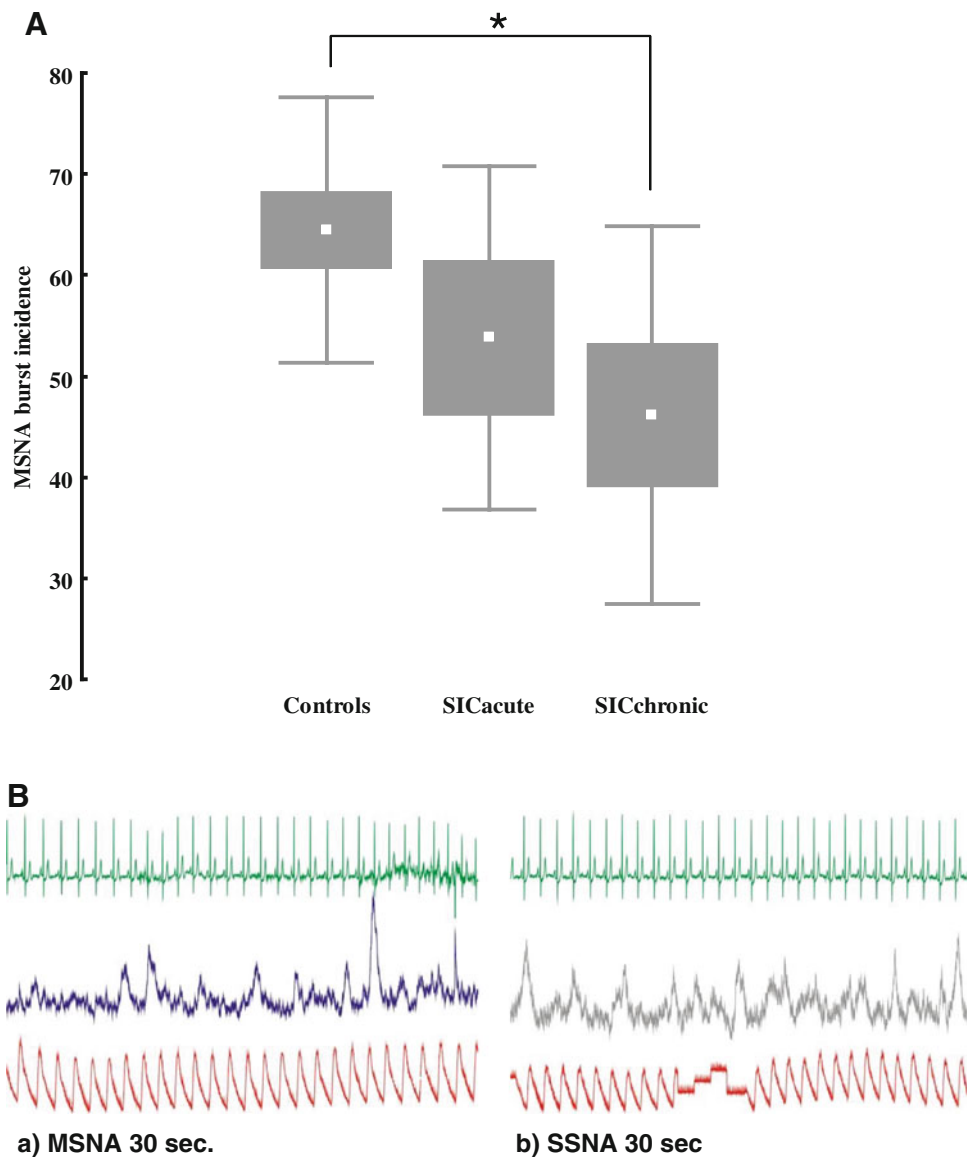 A
*
80
70
60
50
40
30
20
MSNA burst incidence
Controls SICacute SICchronic
B
a) MSNA 30 sec.
b) SSNA 30 sec